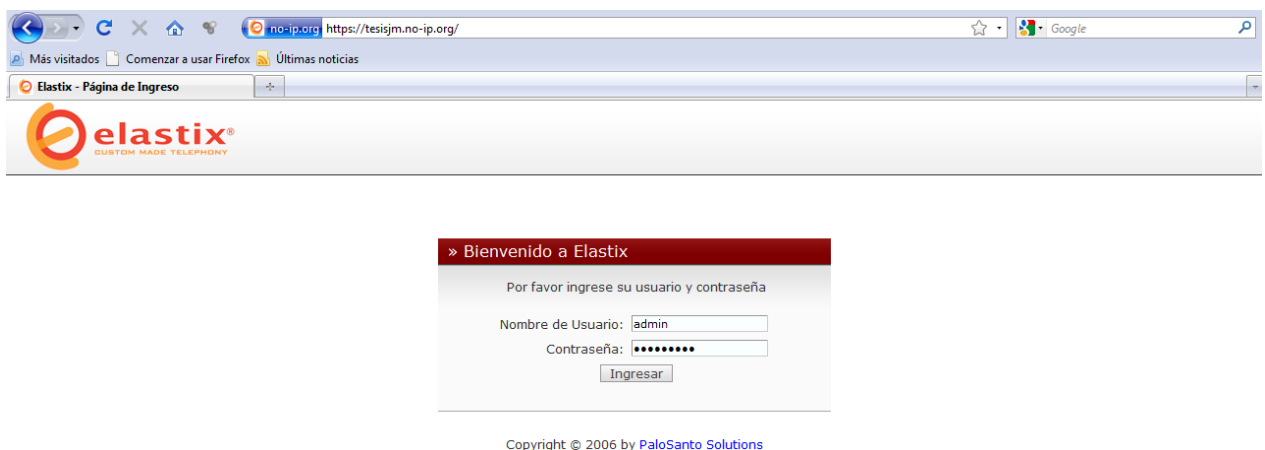 no-ip.org https://tesisjm.no-ip.org/
Google
Más visitados Comenzar a usar Firefox Últimas noticias
Elastix - Página de Ingreso
elastix®
CUSTOM MADE TELEPHONY
» Bienvenido a Elastix
Por favor ingrese su usuario y contraseña
Nombre de Usuario: admin
Contraseña: •••••••••
Ingresar
Copyright © 2006 by PaloSanto Solutions